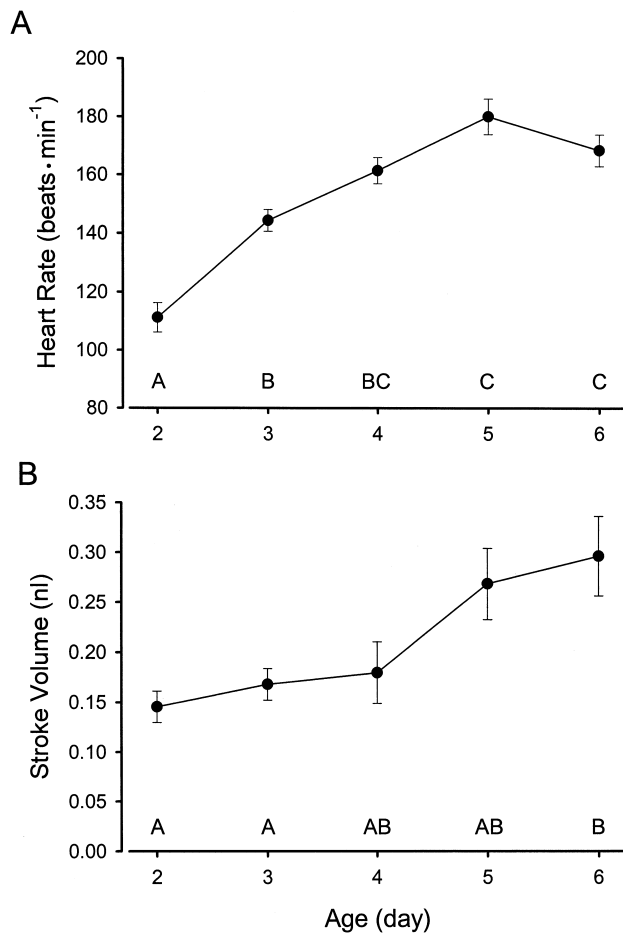 A
Heart Rate (beats·min⁻¹)
200
180
160
140
120
100
80
A B BC C C
2 3 4 5 6
B
Stroke Volume (nl)
0.35
0.30
0.25
0.20
0.15
0.10
0.05
0.00
A A AB AB B
2 3 4 5 6
Age (day)